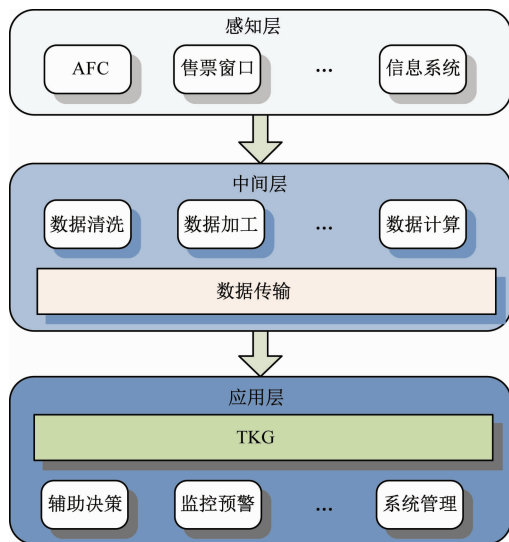 感知层
AFC 售票窗口 ... 信息系统
中间层
数据清洗 数据加工 ... 数据计算
数据传输
应用层
TKG
辅助决策 监控预警 ... 系统管理